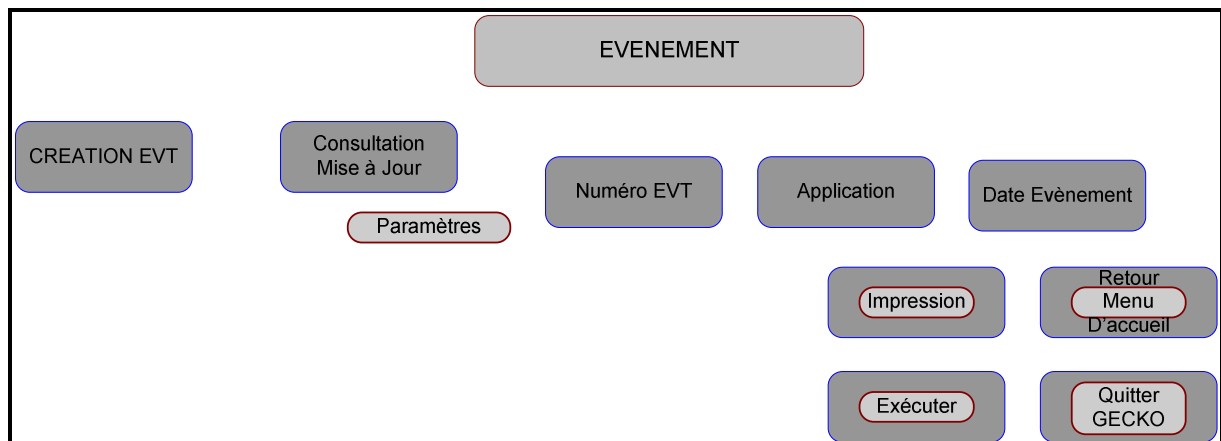 EVENEMENT
CREATION EVT
Consultation
Mise à Jour
Paramètres
Numéro EVT
Application
Date Evènement
Impression
Retour
Menu
D'accueil
Exécuter
Quitter
GECKO